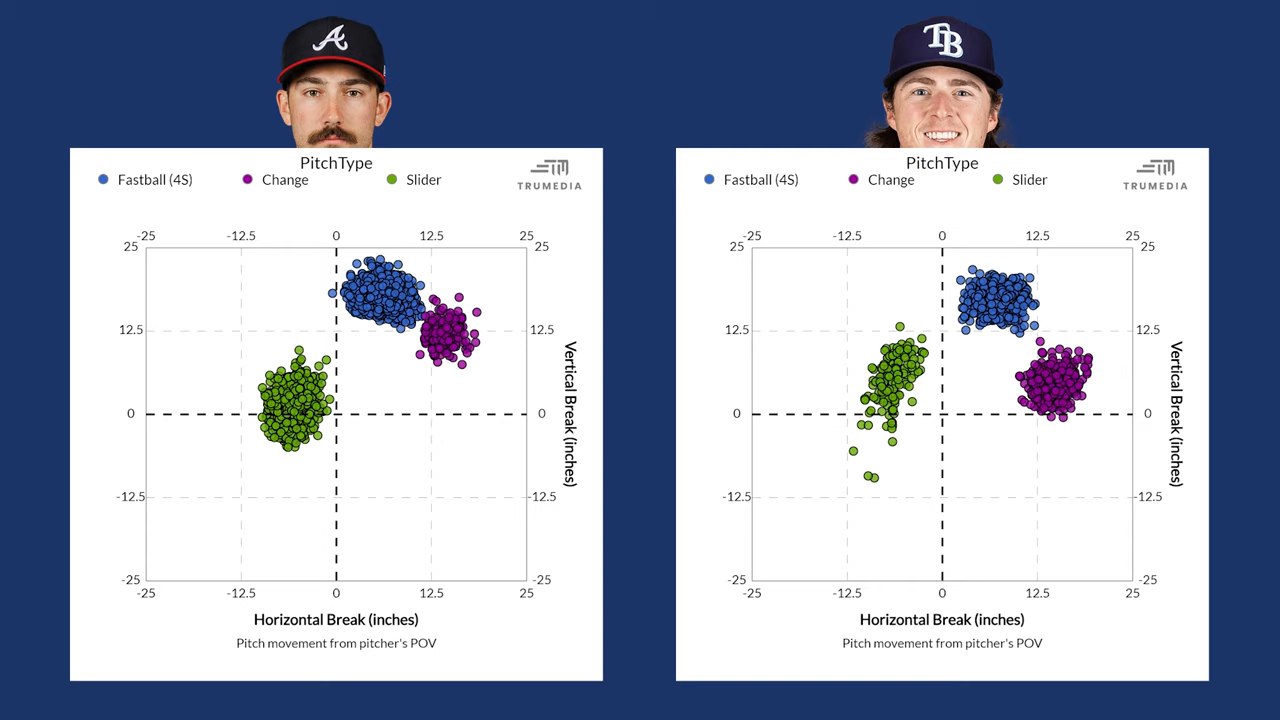 A
TB
PitchType
Fastball (4S) Change Slider
TRUMEDIA
-25 -12.5 0 12.5 25
25 25
12.5 12.5
0 0
-12.5 -12.5
-25 -25
-25 -12.5 0 12.5 25
Vertical Break (inches)
Horizontal Break (inches)
Pitch movement from pitcher's POV
PitchType
Fastball (4S) Change Slider
TRUMEDIA
-25 -12.5 0 12.5 25
25 25
12.5 12.5
0 0
-12.5 -12.5
-25 -25
-25 -12.5 0 12.5 25
Vertical Break (inches)
Horizontal Break (inches)
Pitch movement from pitcher's POV